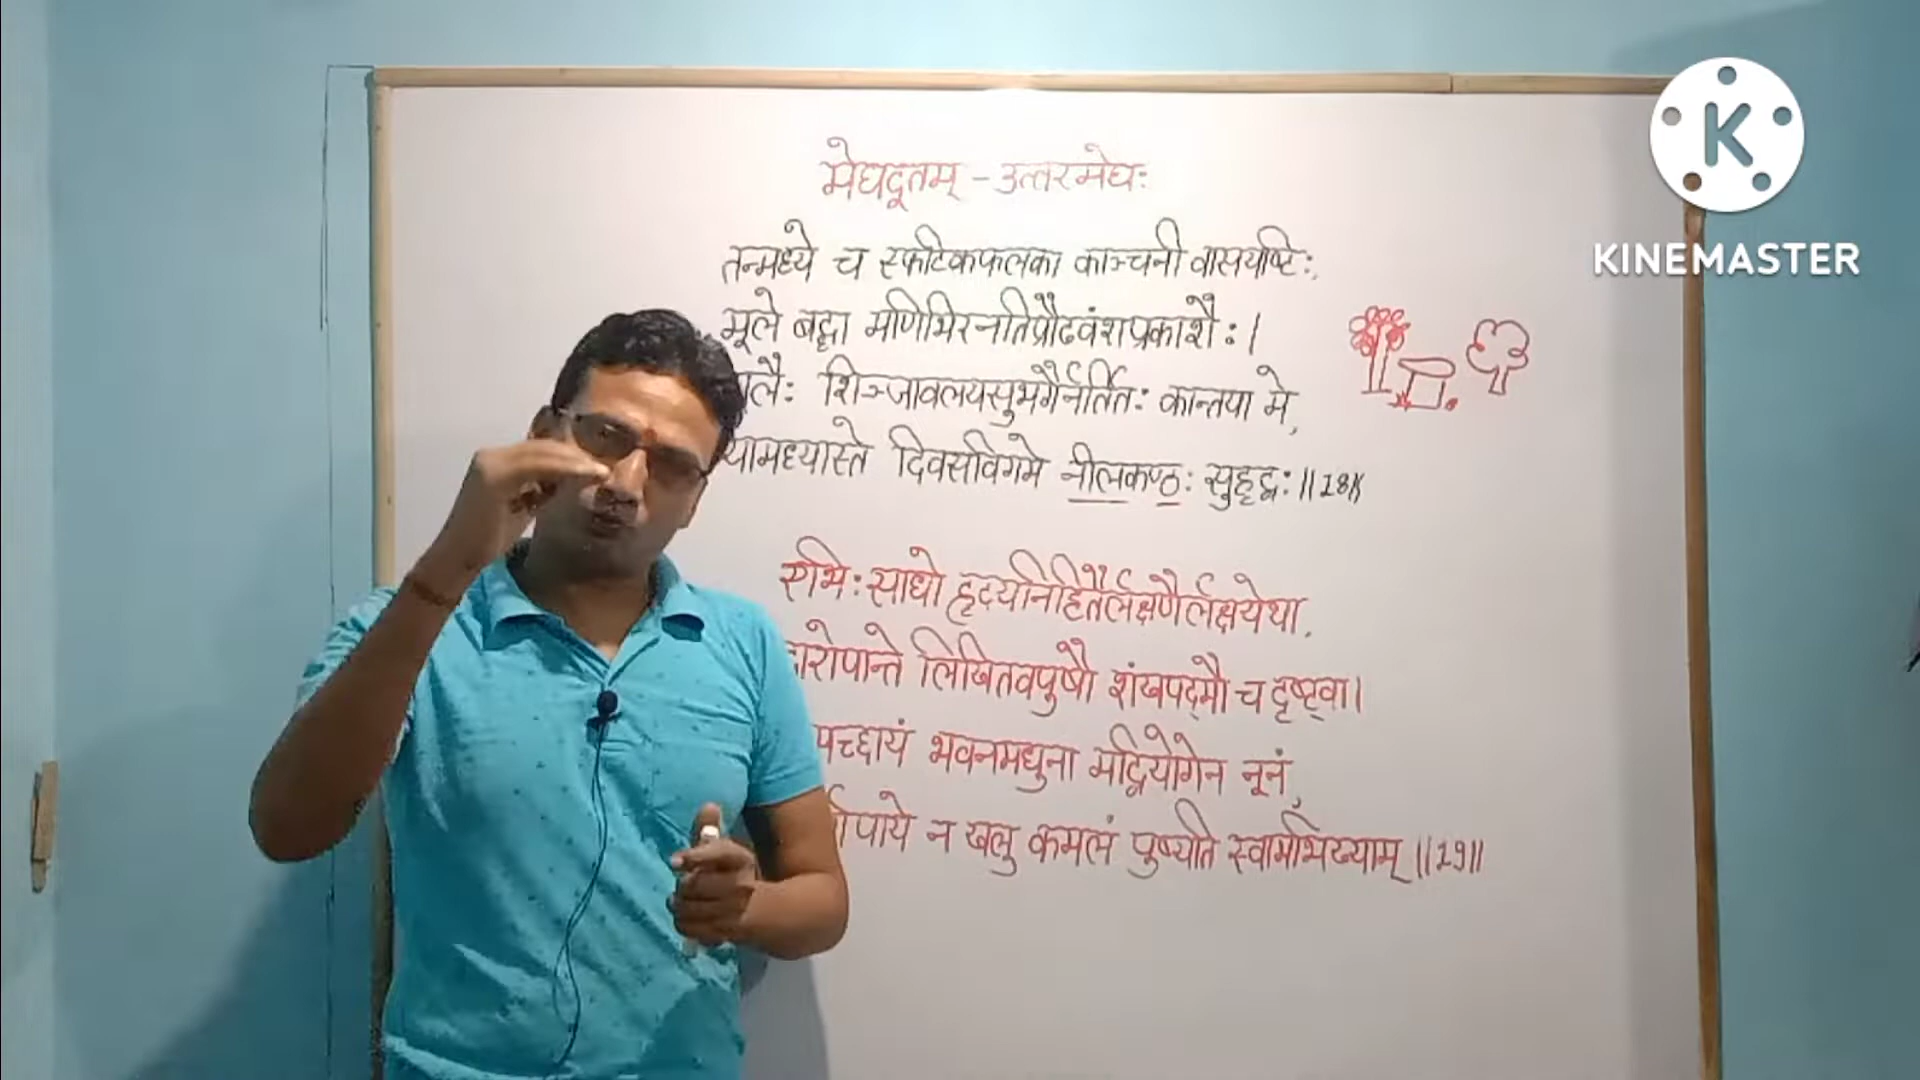 मेघदूतम् - उत्तरमेघः
तन्मध्ये च स्फटिकफलका काञ्चनी वासयष्टिः,
मूले बद्धा मणिभिरनतिप्रौढवंशप्रकाशैः।
शिञ्जावलयसुभगैर्नर्तितः कान्तया मे,
यामध्यास्ते दिवसविगमे नीलकण्ठः सुहृद्वः॥18॥
एभिः साधो हृदयनिहितैर्लक्षणैर्लक्षयेथा,
द्वारोपान्ते लिखितवपुषौ शंखपद्मौ च दृष्ट्वा।
भवनमधुना मद्वियोगेन नूनं,
न खलु कमलं पुष्यति स्वामभिख्याम्॥19॥
K
KINEMASTER